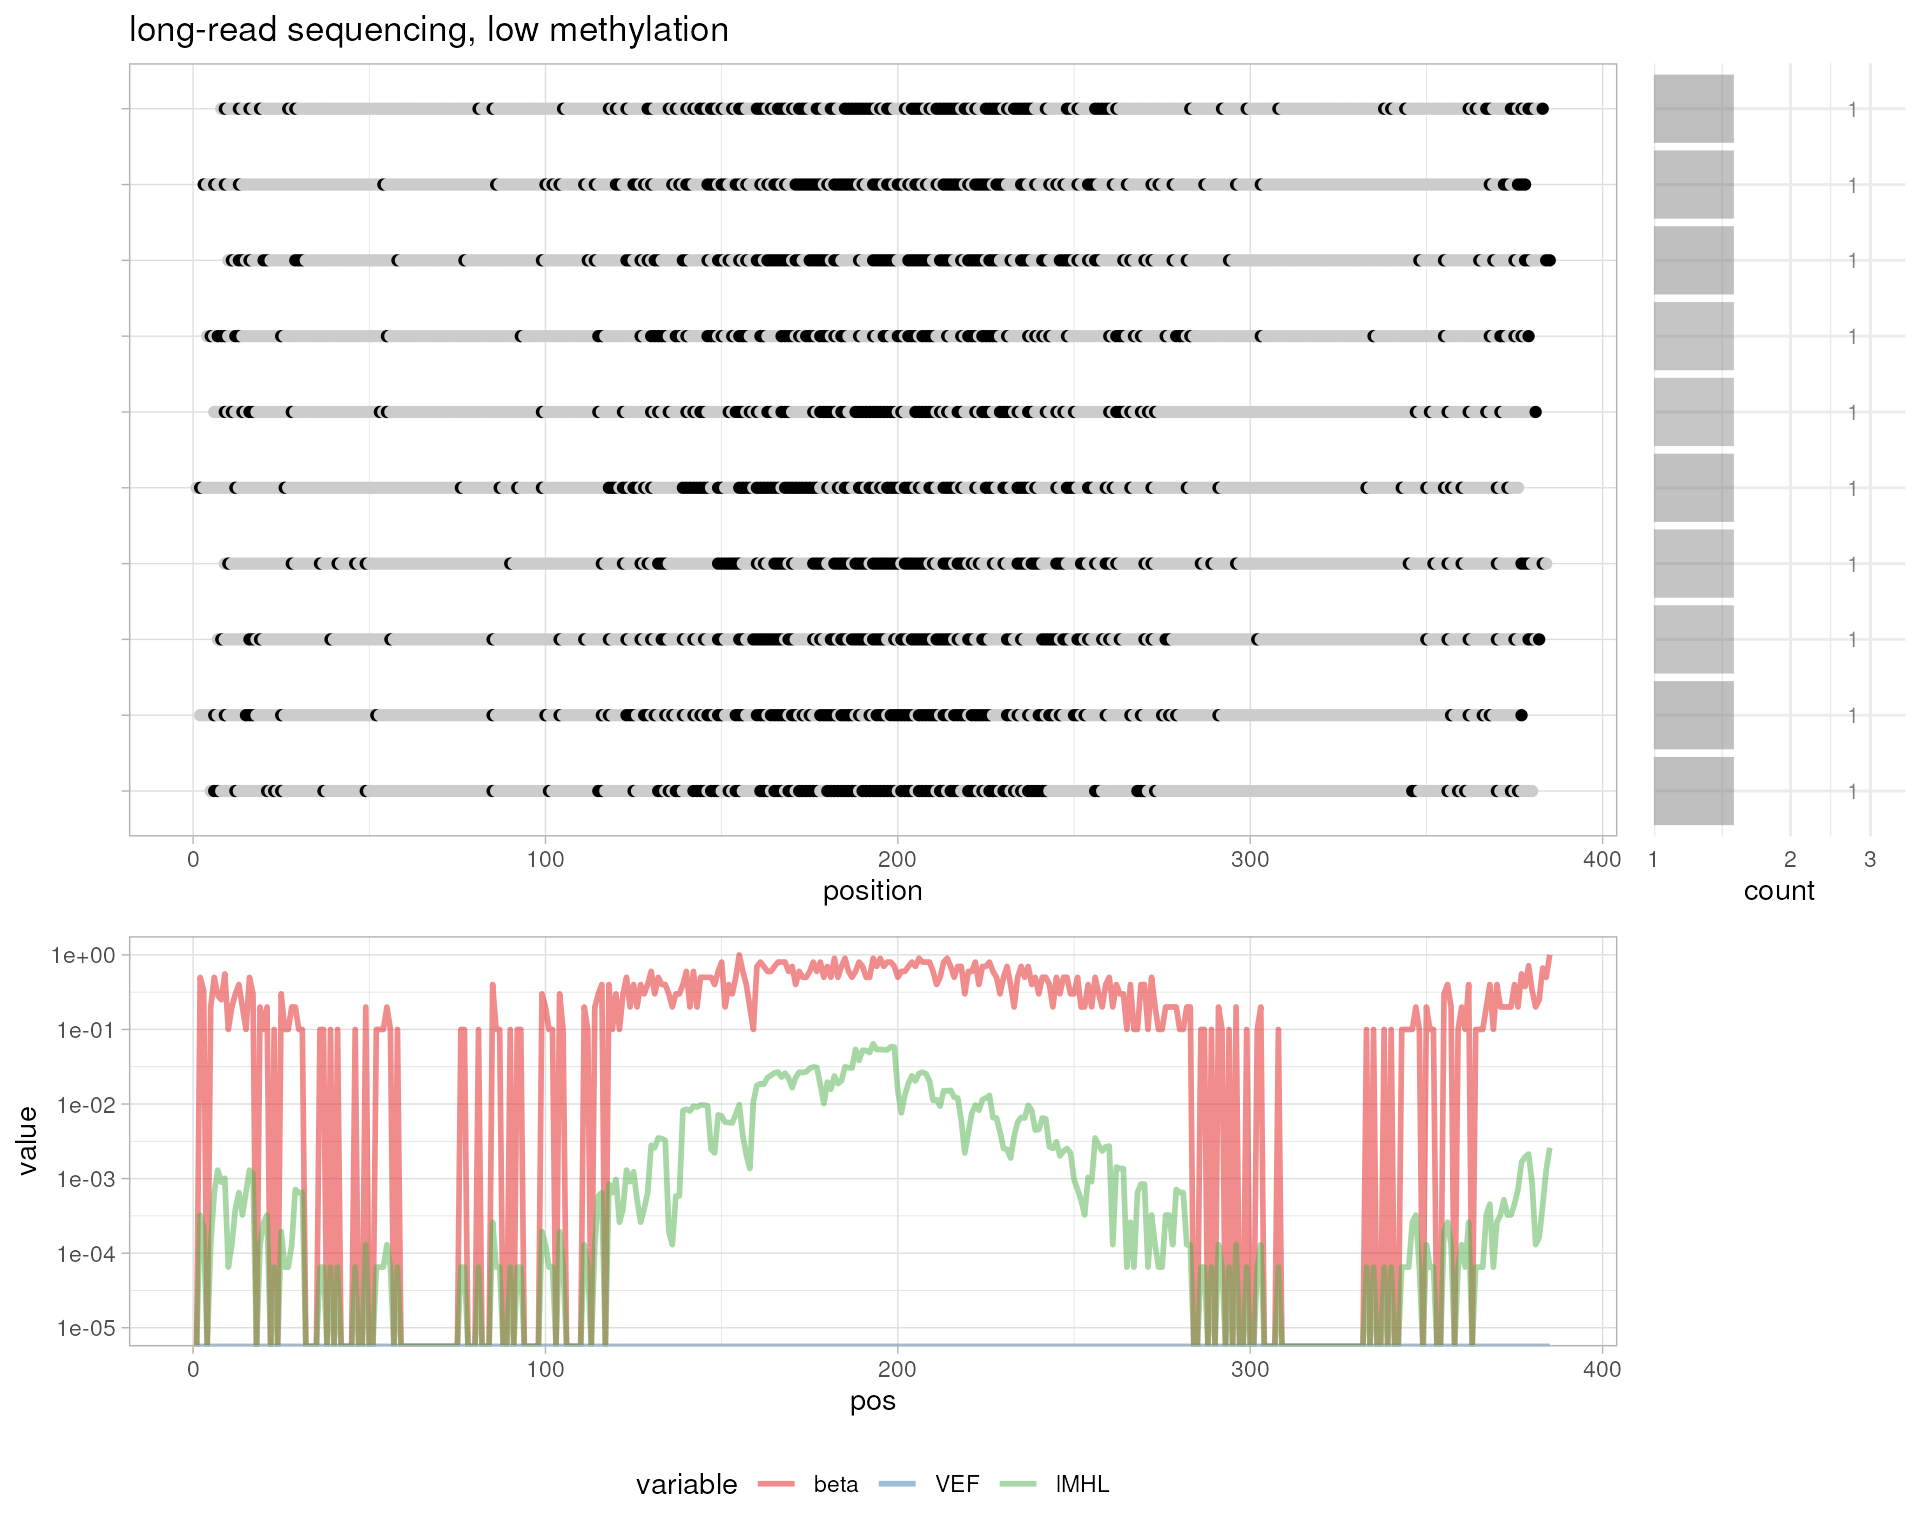 long-read sequencing, low methylation
1
1
1
1
1
1
1
1
1
1
0 100 200 300 400 1 2 3
position count
1e+00
1e-01
1e-02
1e-03
1e-04
1e-05
value
0 100 200 300 400
pos
variable beta VEF lMHL